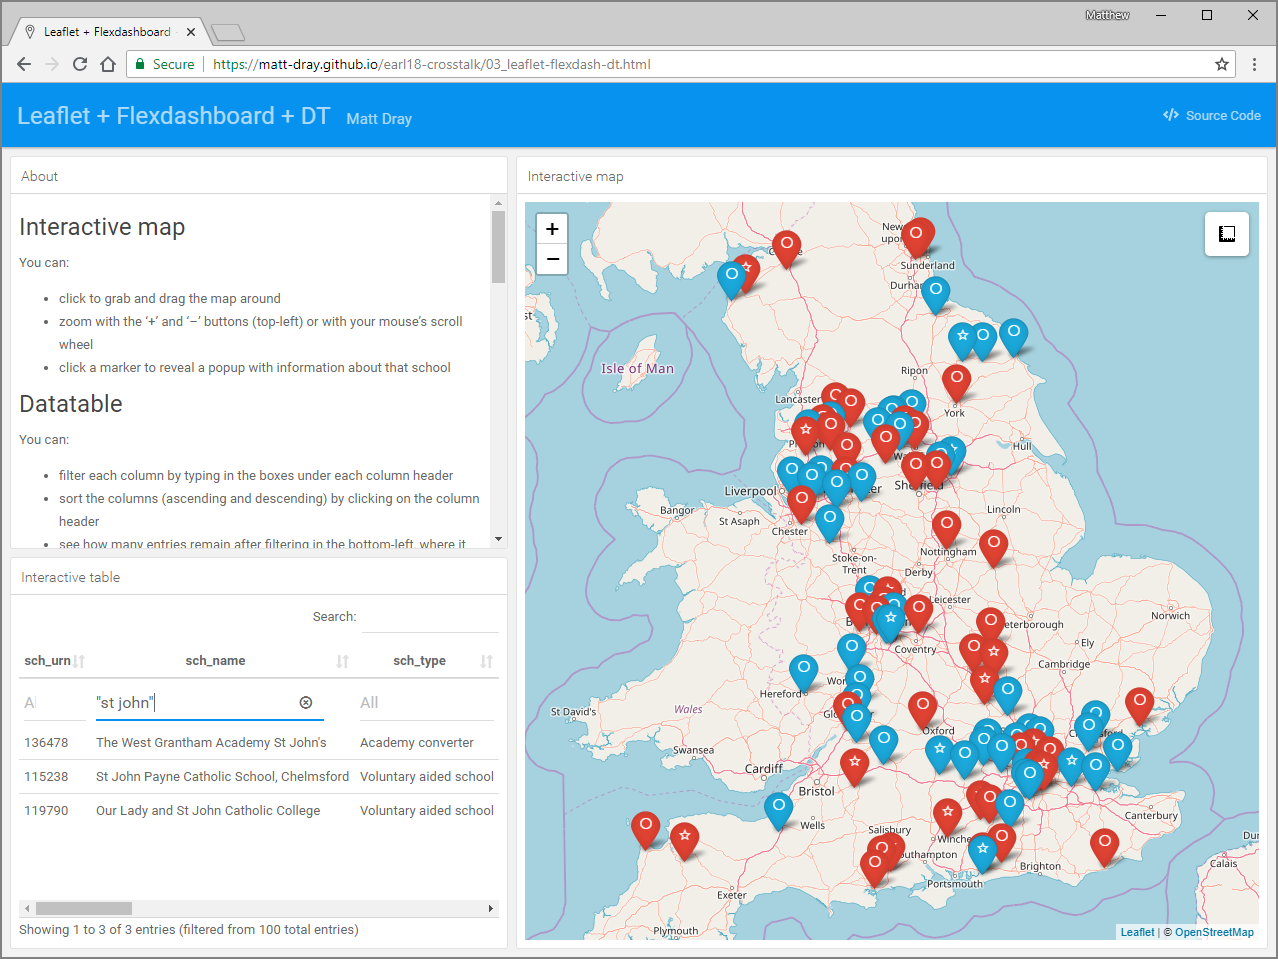 Matthew
Leaflet + Flexdashboard
Secure
https://matt-dray.github.io/earl18-crosstalk/03_leaflet-flexdash-dt.html
Leaflet + Flexdashboard + DT Matt Dray
Source Code
About
Interactive map
You can:
• click to grab and drag the map around
• zoom with the ‘+’ and ‘−’ buttons (top-left) or with your mouse’s scroll
wheel
• click a marker to reveal a popup with information about that school
Datatable
You can:
• filter each column by typing in the boxes under each column header
• sort the columns (ascending and descending) by clicking on the column
header
• see how many entries remain after filtering in the bottom-left, where it
Interactive table
Search:
sch_urn sch_name sch_type
"st john" All
136478 The West Grantham Academy St John's Academy converter
115238 St John Payne Catholic School, Chelmsford Voluntary aided school
119790 Our Lady and St John Catholic College Voluntary aided school
Showing 1 to 3 of 3 entries (filtered from 100 total entries)
Interactive map
+
−
Sunderland
Isle of Man
Ripon
Lancaster
York
Hull
Liverpool
Bangor
St Asaph
Chester
Lincoln
Stoke-on-
Trent
Nottingham
Derby
Leicester
Norwich
Ely
Coventry
Cambridge
Hereford
St David's
Wales
Oxford
Swansea
Cardiff
Bristol
Wells
Canterbury
Salisbury
Brighton
Portsmouth
Calais
Exeter
Plymouth
Leaflet | © OpenStreetMap